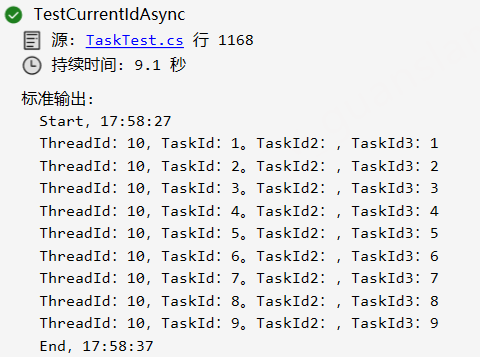 TestCurrentIdAsync
源: TaskTest.cs 行 1168
持续时间: 9.1 秒
标准输出:
Start, 17:58:27
ThreadId: 10, TaskId: 1。TaskId2: , TaskId3: 1
ThreadId: 10, TaskId: 2。TaskId2: , TaskId3: 2
ThreadId: 10, TaskId: 3。TaskId2: , TaskId3: 3
ThreadId: 10, TaskId: 4。TaskId2: , TaskId3: 4
ThreadId: 10, TaskId: 5。TaskId2: , TaskId3: 5
ThreadId: 10, TaskId: 6。TaskId2: , TaskId3: 6
ThreadId: 10, TaskId: 7。TaskId2: , TaskId3: 7
ThreadId: 10, TaskId: 8。TaskId2: , TaskId3: 8
ThreadId: 10, TaskId: 9。TaskId2: , TaskId3: 9
End, 17:58:37